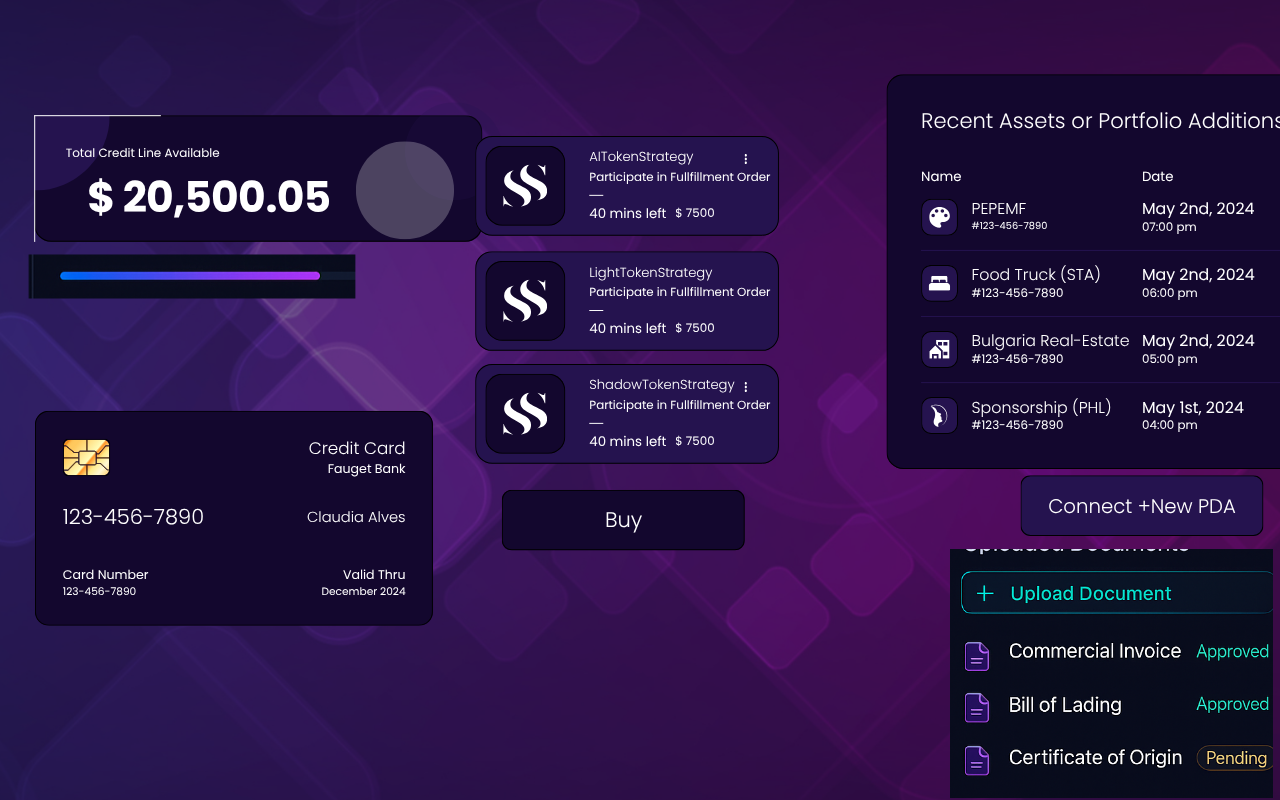 Total Credit Line Available
$ 20,500.05
AITokenStrategy
Participate in Fullfillment Order
—
40 mins left $ 7500
LightTokenStrategy
Participate in Fullfillment Order
—
40 mins left $ 7500
ShadowTokenStrategy
Participate in Fullfillment Order
—
40 mins left $ 7500
Buy
Credit Card
Fauget Bank
123-456-7890
Claudia Alves
Card Number
123-456-7890
Valid Thru
December 2024
Recent Assets or Portfolio Additions
Name Date
PEPEMF May 2nd, 2024
#123-456-7890 07:00 pm
Food Truck (STA) May 2nd, 2024
#123-456-7890 06:00 pm
Bulgaria Real-Estate May 2nd, 2024
#123-456-7890 05:00 pm
Sponsorship (PHL) May 1st, 2024
#123-456-7890 04:00 pm
Connect +New PDA
Uploaded Documents
+ Upload Document
Commercial Invoice Approved
Bill of Lading Approved
Certificate of Origin Pending